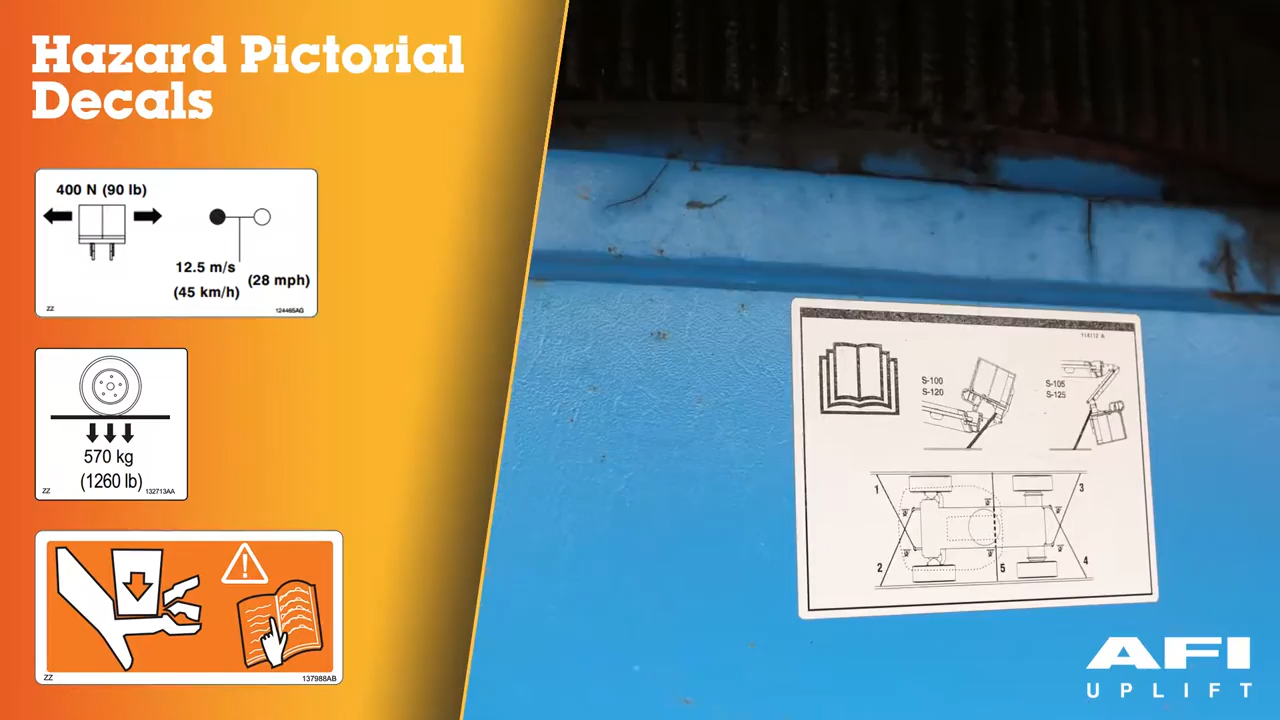 Hazard Pictorial
Decals
400 N (90 lb)
12.5 m/s
(45 km/h)
(28 mph)
ZZ
124465AG
570 kg
(1260 lb)
ZZ
132713AA
ZZ
137988AB
114112 A
S-100
S-120
S-105
S-125
1
3
2
5
4
AFI
UPLIFT